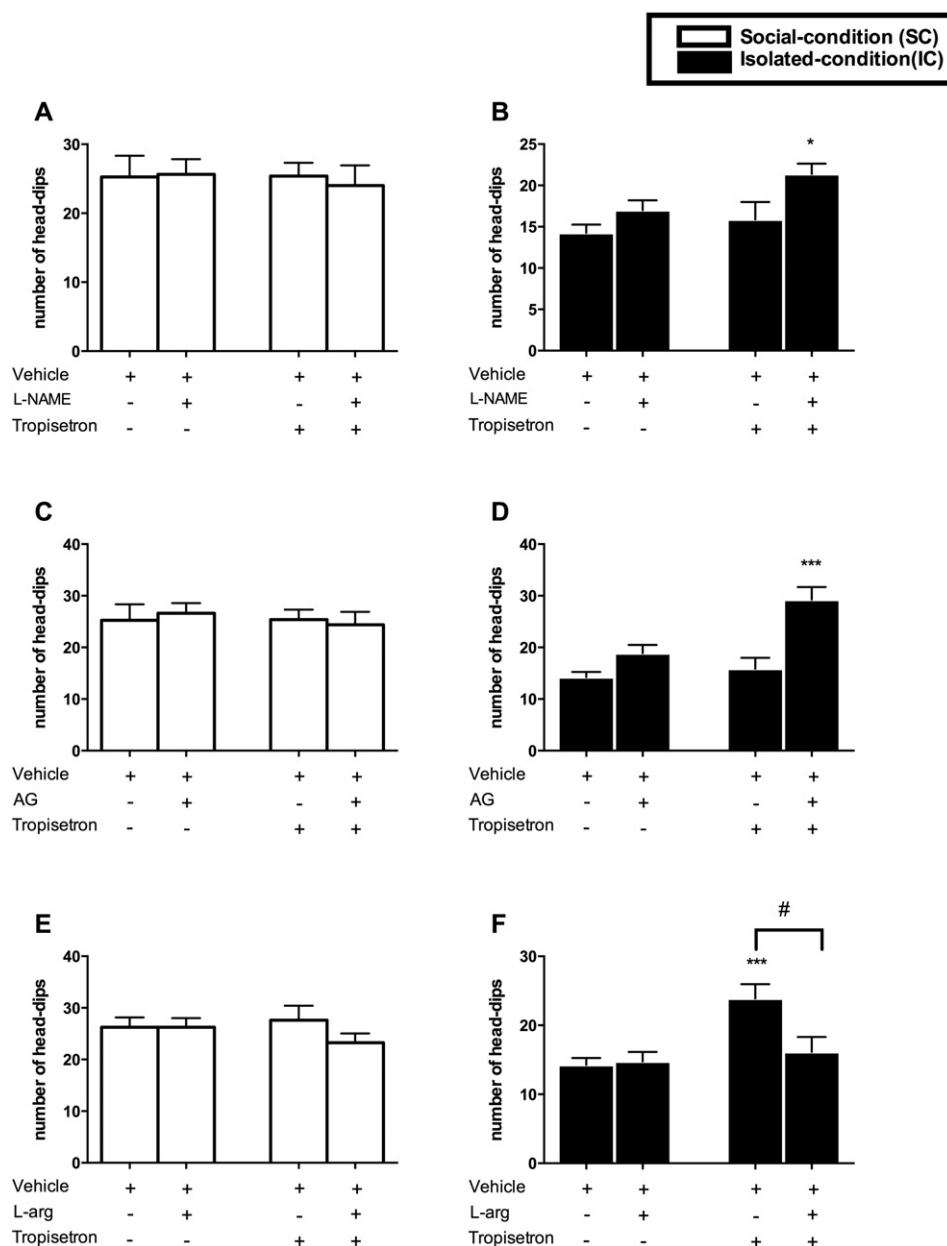 Social-condition (SC)
Isolated-condition(IC)
A
number of head-dips
30
20
10
0
Vehicle + + + +
L-NAME - + - +
Tropisetron - - + +
B
*
number of head-dips
25
20
15
10
5
0
Vehicle + + + +
L-NAME - + - +
Tropisetron - - + +
C
number of head-dips
40
30
20
10
0
Vehicle + + + +
AG - + - +
Tropisetron - - + +
D
***
number of head-dips
40
30
20
10
0
Vehicle + + + +
AG - + - +
Tropisetron - - + +
E
number of head-dips
40
30
20
10
0
Vehicle + + + +
L-arg - + - +
Tropisetron - - + +
F
#
***
number of head-dips
30
20
10
0
Vehicle + + + +
L-arg - + - +
Tropisetron - - + +